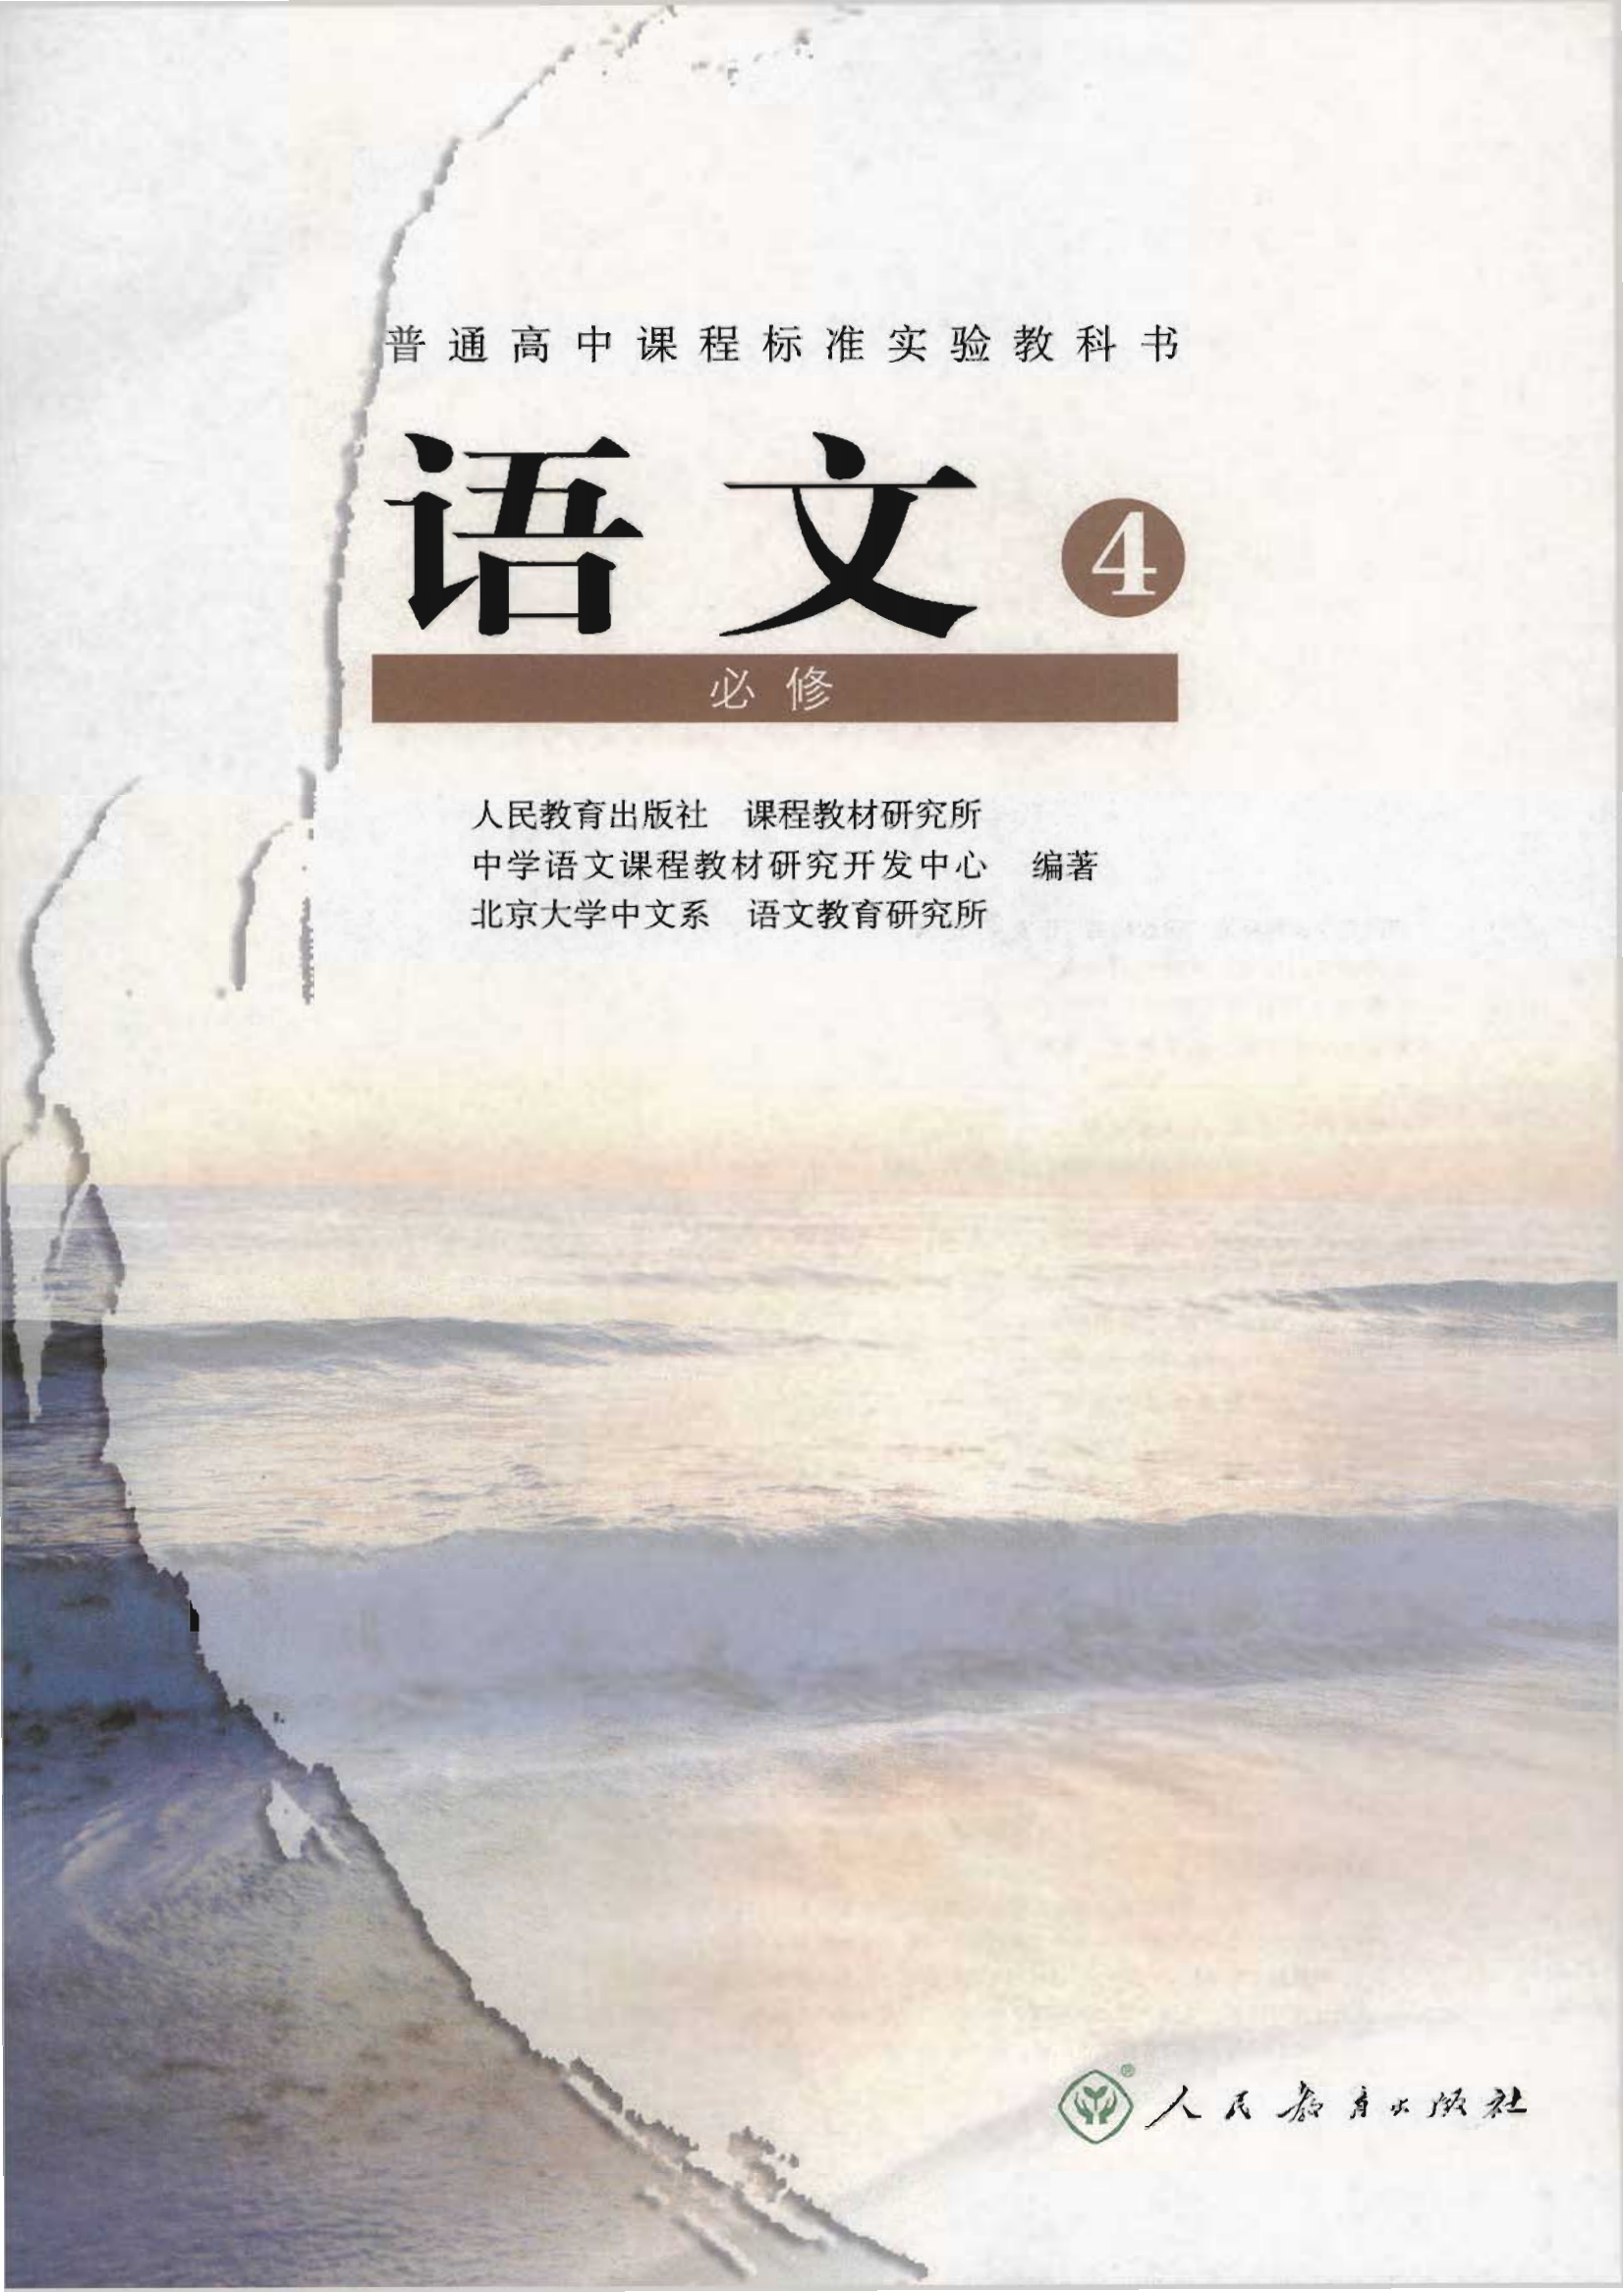 普通高中课程标准实验教科书
语文 4
必修
人民教育出版社 课程教材研究所
中学语文课程教材研究开发中心 编著
北京大学中文系 语文教育研究所
® 人民教育出版社